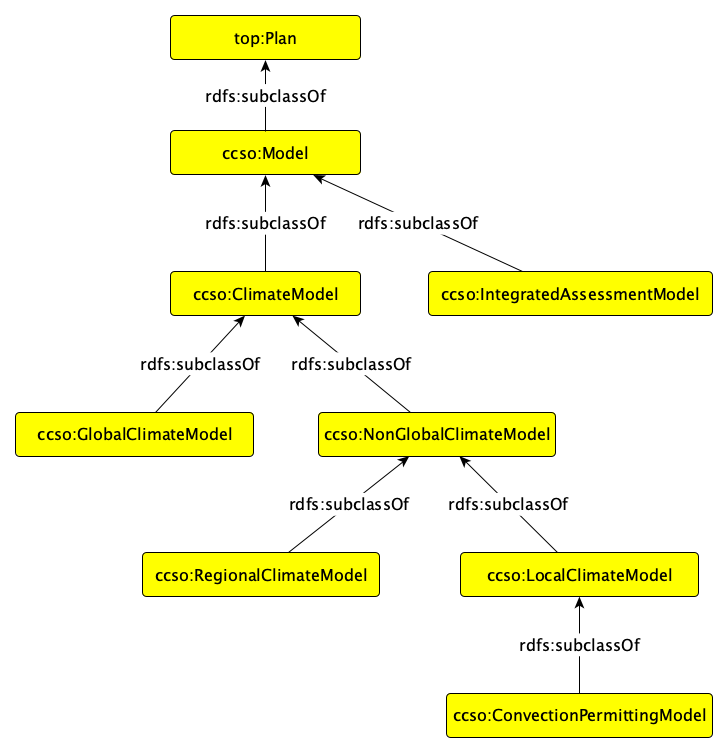 top:Plan
rdfs:subclassOf
ccso:Model
rdfs:subclassOf
rdfs:subclassOf
ccso:ClimateModel
ccso:IntegratedAssessmentModel
rdfs:subclassOf
rdfs:subclassOf
ccso:GlobalClimateModel
ccso:NonGlobalClimateModel
rdfs:subclassOf
rdfs:subclassOf
ccso:RegionalClimateModel
ccso:LocalClimateModel
rdfs:subclassOf
ccso:ConvectionPermittingModel